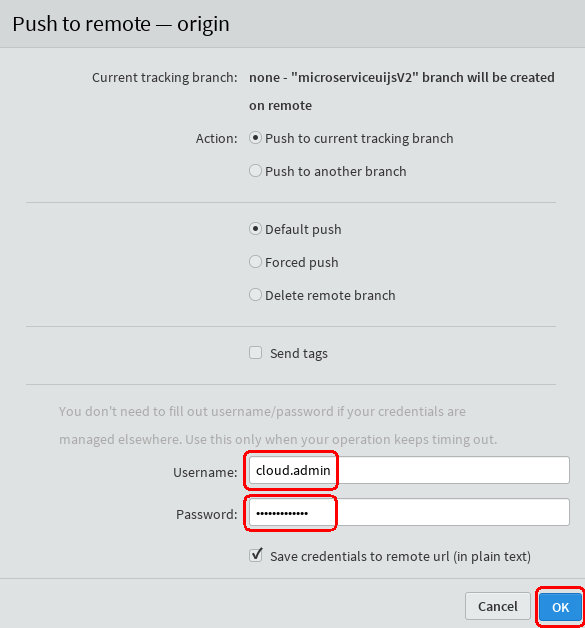 Push to remote — origin
Current tracking branch: none - "microserviceuijsV2" branch will be created
on remote
Action: Push to current tracking branch
Push to another branch
Default push
Forced push
Delete remote branch
Send tags
You don't need to fill out username/password if your credentials are
managed elsewhere. Use this only when your operation keeps timing out.
Username: cloud.admin
Password: •••••••••••••
Save credentials to remote url (in plain text)
Cancel OK